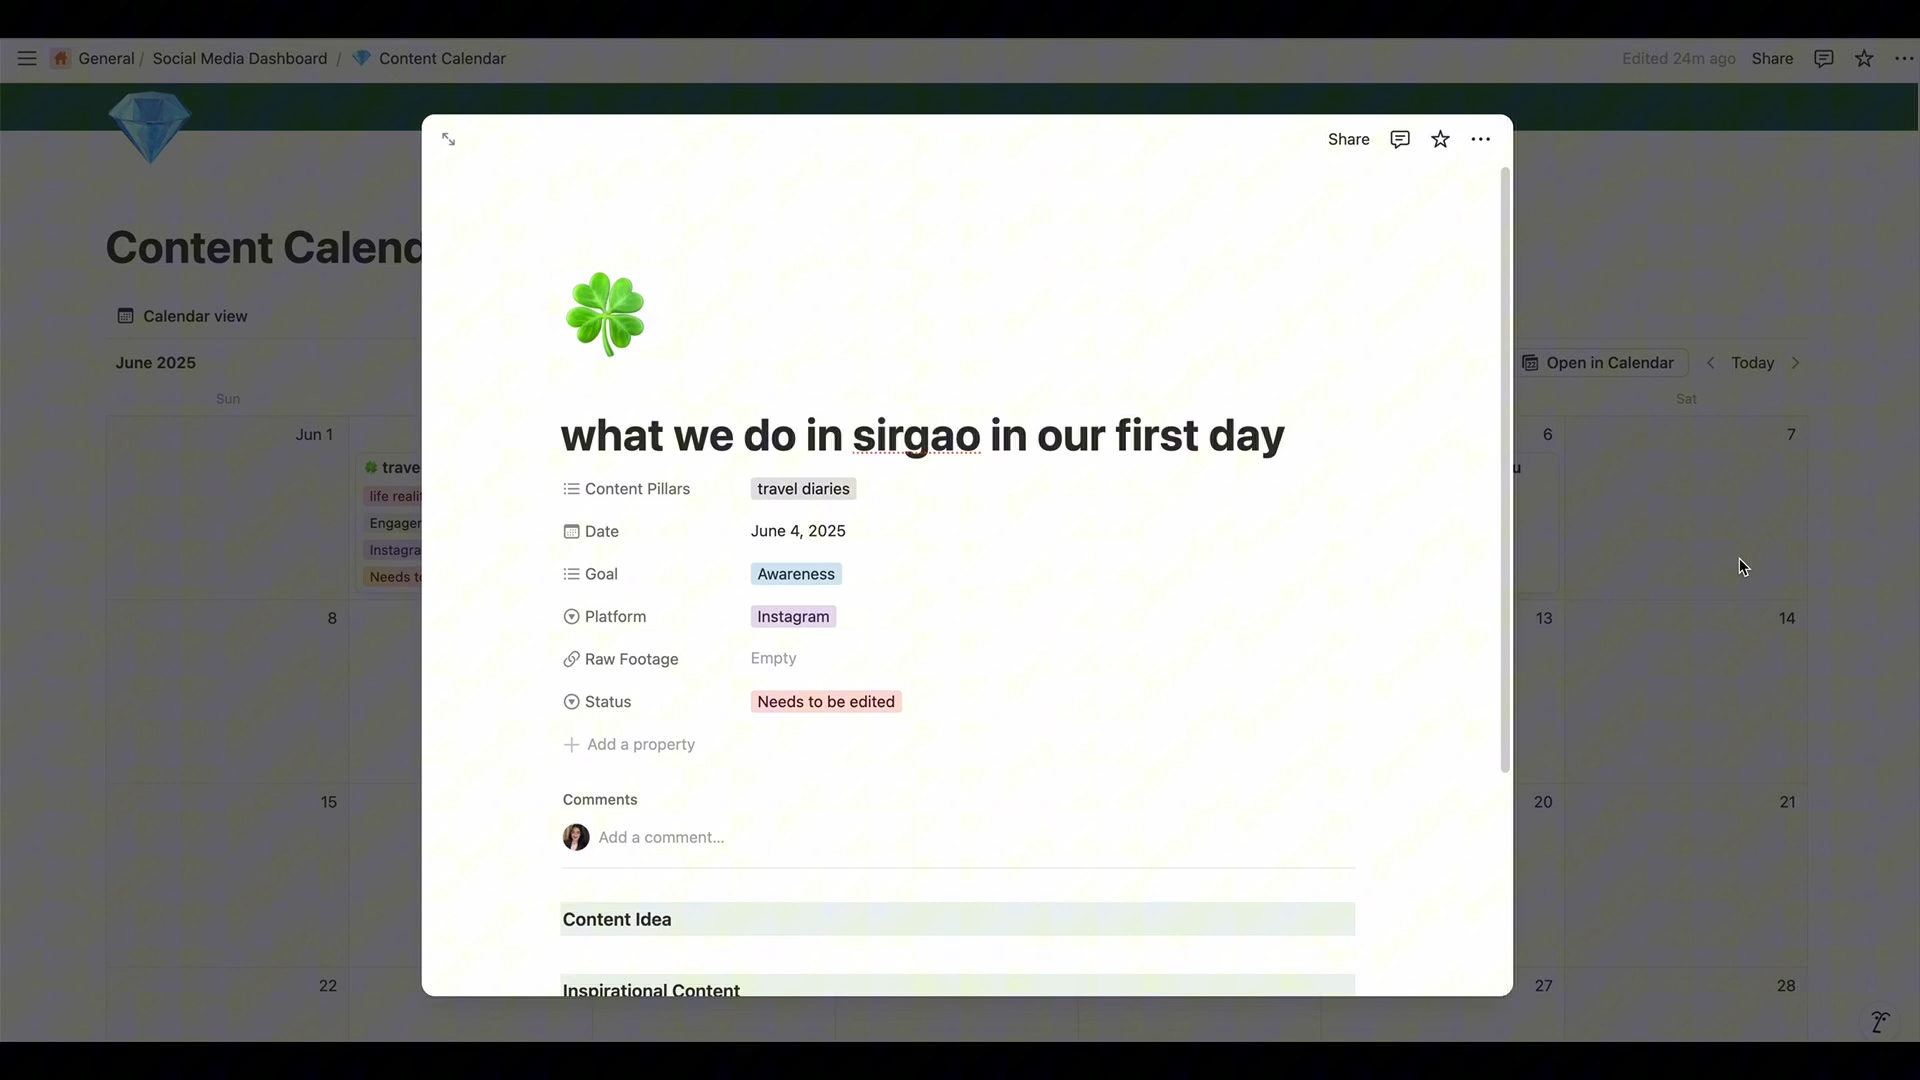 General / Social Media Dashboard / Content Calendar
Edited 24m ago Share
Share
Content Calend
Calendar view
June 2025
Open in Calendar
Today
Sun
Sat
Jun 1
6
7
trave
life realit
Engager
Instagra
Needs to
u
8
13
14
15
20
21
22
27
28
what we do in sirgao in our first day
Content Pillars travel diaries
Date June 4, 2025
Goal Awareness
Platform Instagram
Raw Footage Empty
Status Needs to be edited
Add a property
Comments
Add a comment...
Content Idea
Inspirational Content